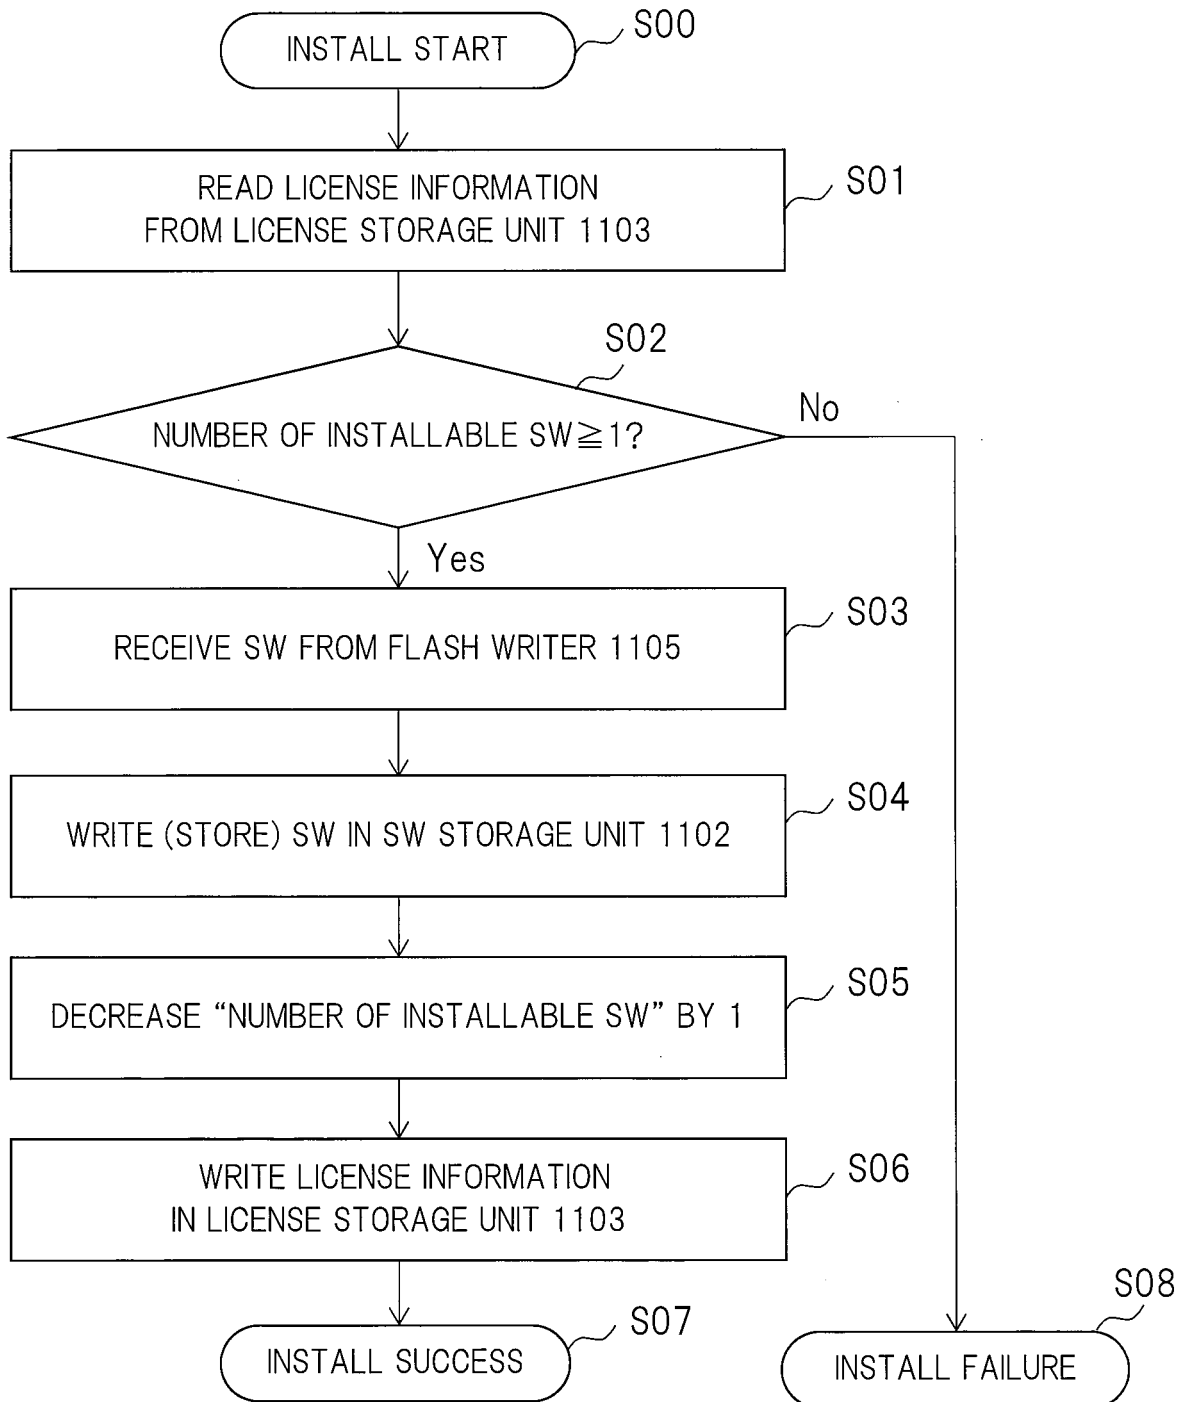 INSTALL START
S00
READ LICENSE INFORMATION
FROM LICENSE STORAGE UNIT 1103
S01
S02
NUMBER OF INSTALLABLE SW≧1?
No
Yes
RECEIVE SW FROM FLASH WRITER 1105
S03
WRITE (STORE) SW IN SW STORAGE UNIT 1102
S04
DECREASE “NUMBER OF INSTALLABLE SW” BY 1
S05
WRITE LICENSE INFORMATION
IN LICENSE STORAGE UNIT 1103
S06
INSTALL SUCCESS
S07
INSTALL FAILURE
S08